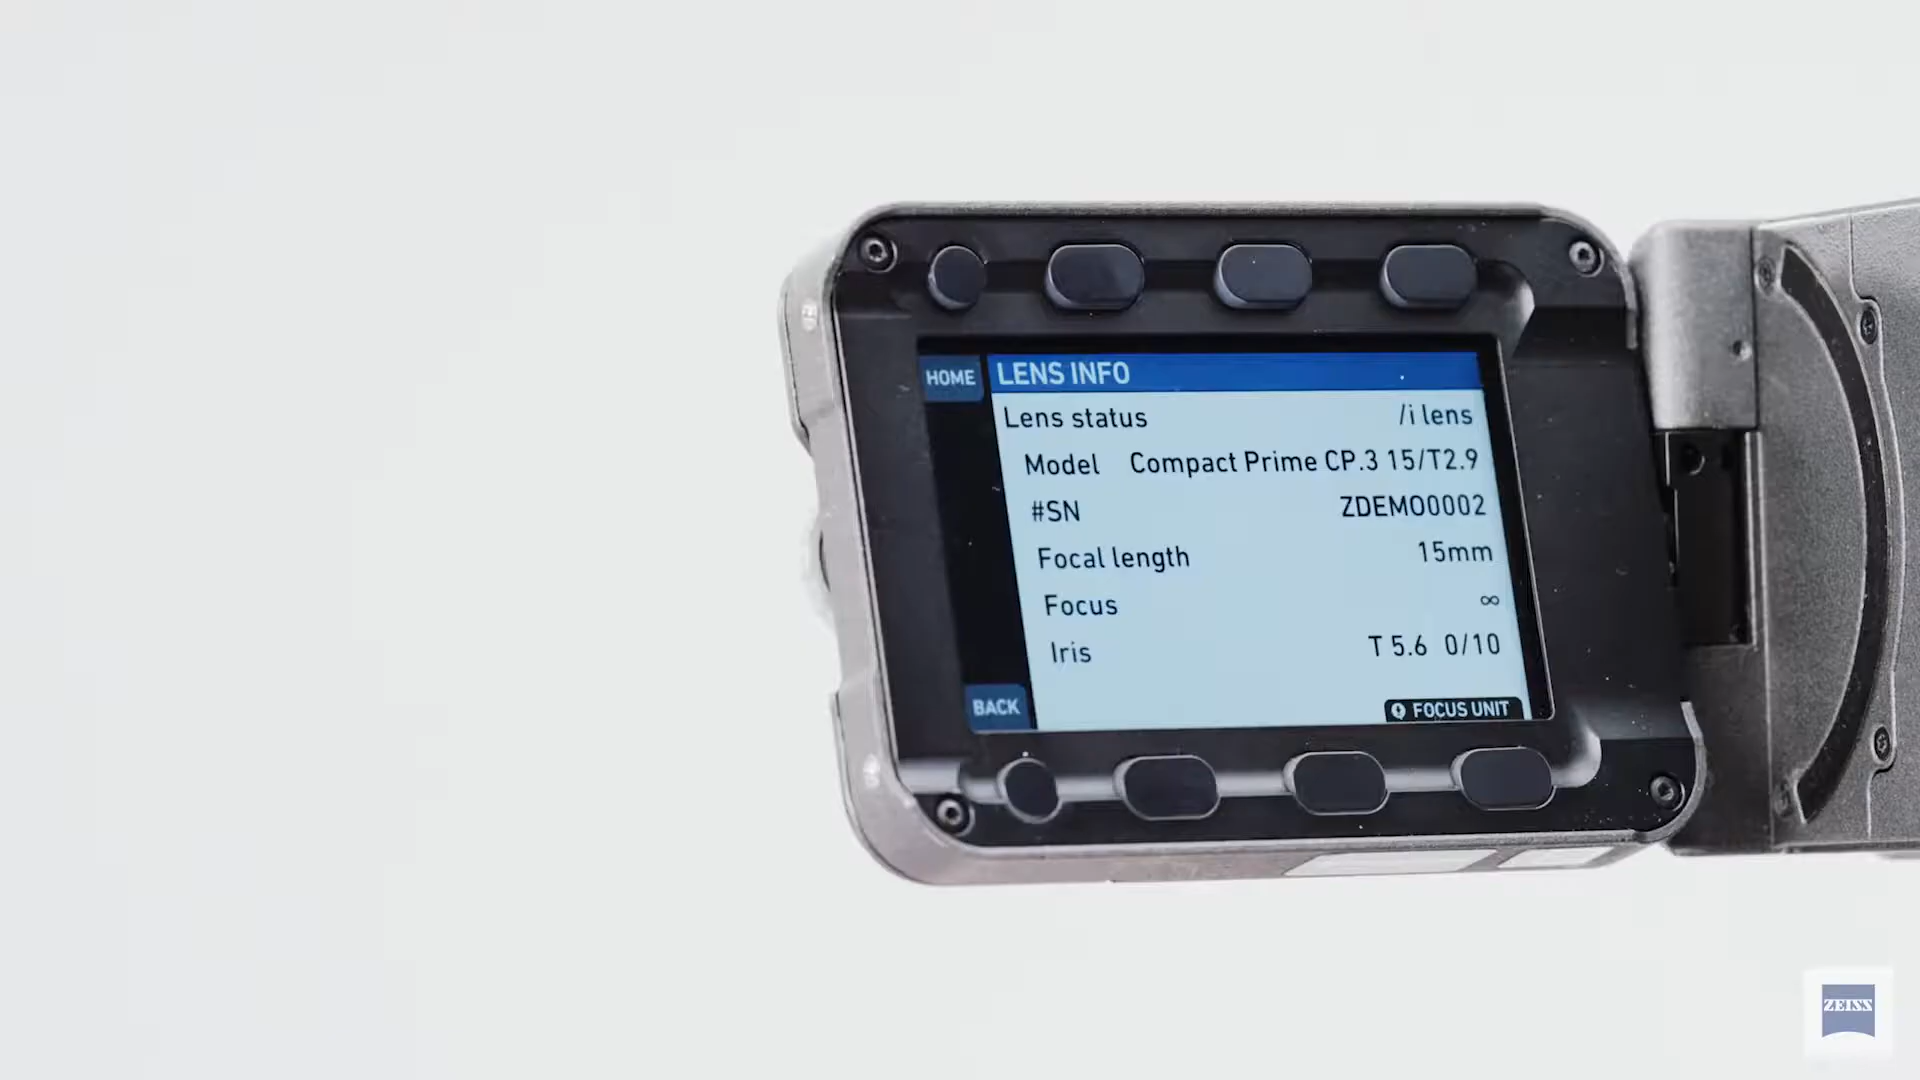 HOME LENS INFO
Lens status /i lens
Model Compact Prime CP.3 15/T2.9
#SN ZDEMO0002
Focal length 15mm
Focus ∞
Iris T 5.6 0/10
BACK FOCUS UNIT
ZEISS